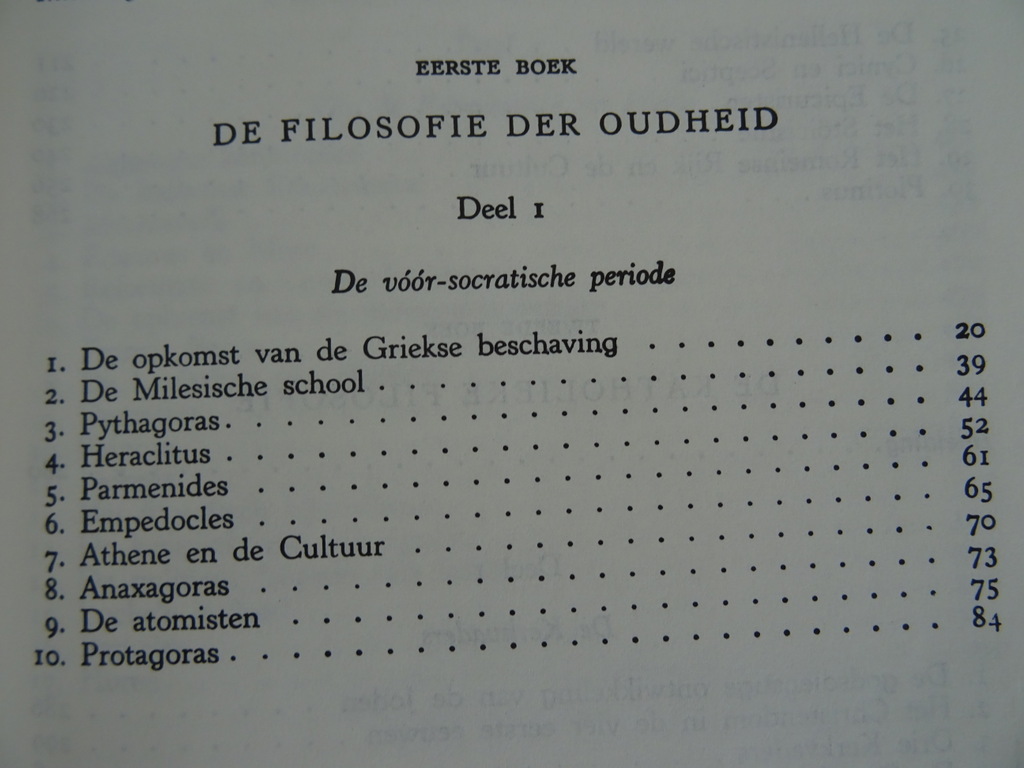 EERSTE BOEK
DE FILOSOFIE DER OUDHEID
Deel I
De vóór-socratische periode
1. De opkomst van de Griekse beschaving . . . . . . . . . . 20
2. De Milesische school . . . . . . . . . . . . . . . . . . 39
3. Pythagoras . . . . . . . . . . . . . . . . . . . . . . . 44
4. Heraclitus . . . . . . . . . . . . . . . . . . . . . . . 52
5. Parmenides . . . . . . . . . . . . . . . . . . . . . . . 61
6. Empedocles . . . . . . . . . . . . . . . . . . . . . . . 65
7. Athene en de Cultuur . . . . . . . . . . . . . . . . . . 70
8. Anaxagoras . . . . . . . . . . . . . . . . . . . . . . . 73
9. De atomisten . . . . . . . . . . . . . . . . . . . . . . 75
10. Protagoras . . . . . . . . . . . . . . . . . . . . . . . 84